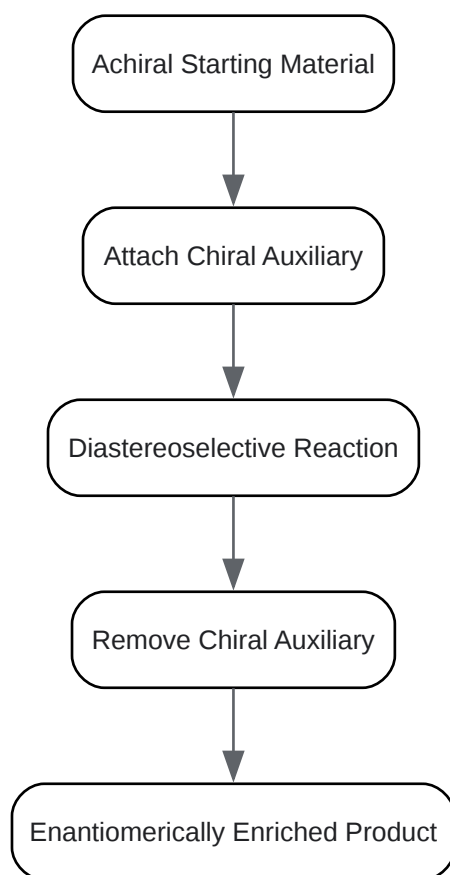 Achiral Starting Material
Attach Chiral Auxiliary
Diastereoselective Reaction
Remove Chiral Auxiliary
Enantiomerically Enriched Product